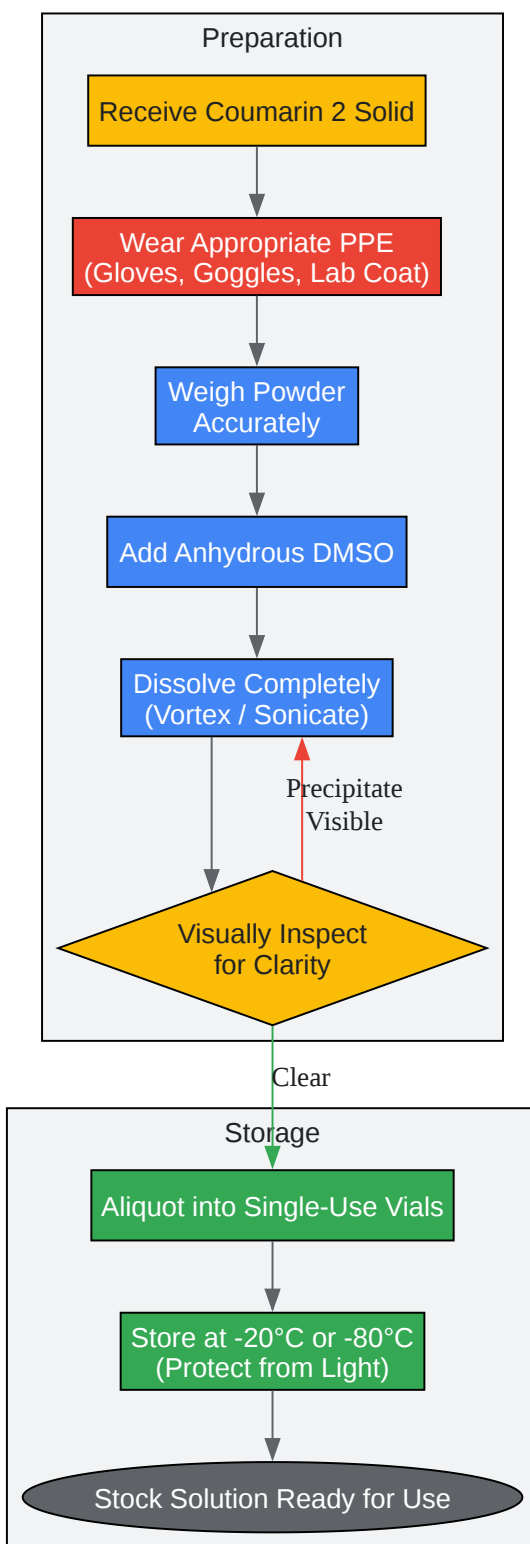 Preparation
Receive Coumarin 2 Solid
Wear Appropriate PPE
(Gloves, Goggles, Lab Coat)
Weigh Powder
Accurately
Add Anhydrous DMSO
Dissolve Completely
(Vortex / Sonicate)
Precipitate
Visible
Visually Inspect
for Clarity
Clear
Storage
Aliquot into Single-Use Vials
Store at -20°C or -80°C
(Protect from Light)
Stock Solution Ready for Use